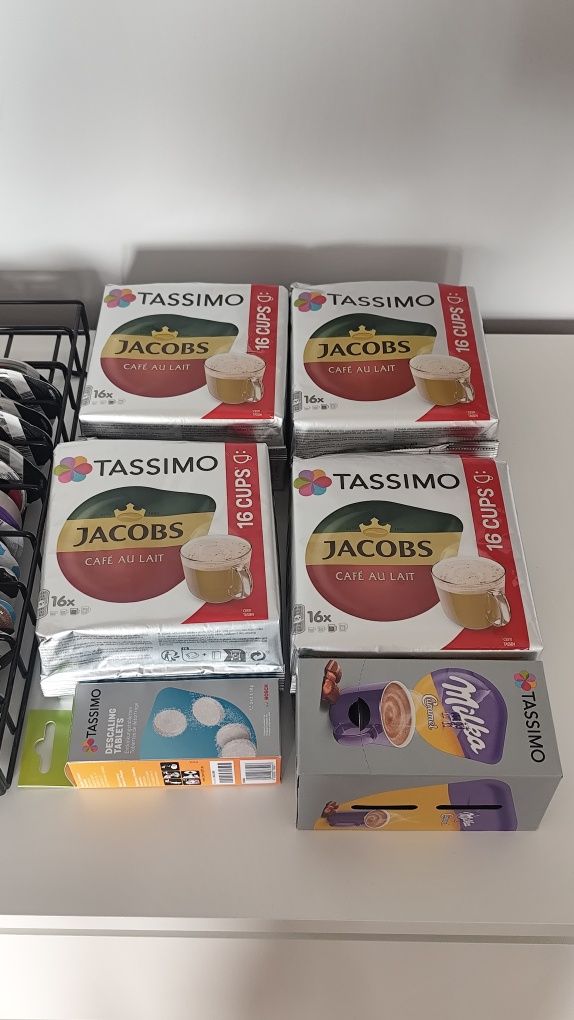 TASSIMO
16 CUPS
JACOBS
CAFÉ AU LAIT
16x
TASSIMO
16 CUPS
JACOBS
CAFÉ AU LAIT
16x
TASSIMO
16 CUPS
JACOBS
CAFÉ AU LAIT
16x
TASSIMO
16 CUPS
JACOBS
CAFÉ AU LAIT
16x
TASSIMO
DESCALING
TABLETS
BOSCH
TASSIMO
Milka
Caramel
Milka
TASSIMO